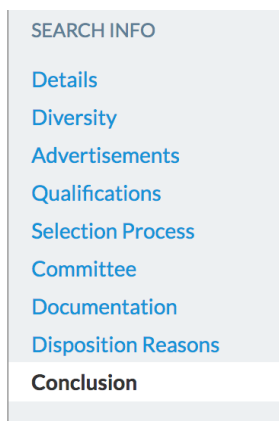 SEARCH INFO
Details
Diversity
Advertisements
Qualifications
Selection Process
Committee
Documentation
Disposition Reasons
Conclusion